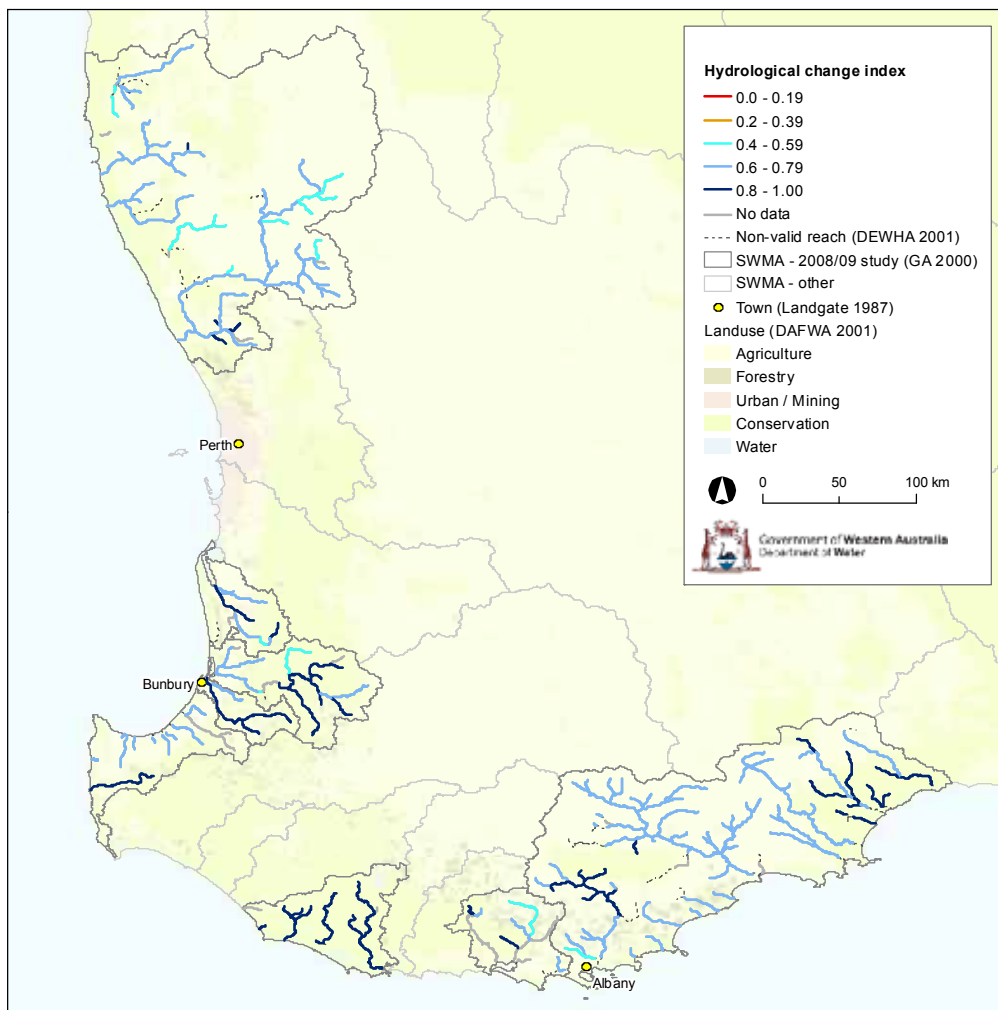 Hydrological change index
0.0 - 0.19
0.2 - 0.39
0.4 - 0.59
0.6 - 0.79
0.8 - 1.00
No data
Non-valid reach (DEWHA 2001)
SWMA - 2008/09 study (GA 2000)
SWMA - other
Town (Landgate 1987)
Landuse (DAFWA 2001)
Agriculture
Forestry
Urban / Mining
Conservation
Water
0 50 100 km
Government of Western Australia
Department of Water
Perth
Bunbury
Albany